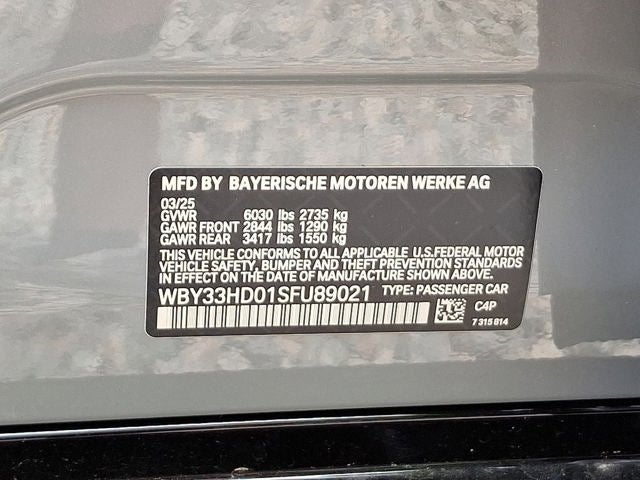 MFD BY BAYERISCHE MOTOREN WERKE AG
03/25
GVWR 6030 lbs 2735 kg
GAWR FRONT 2844 lbs 1290 kg
GAWR REAR 3417 lbs 1550 kg
THIS VEHICLE CONFORMS TO ALL APPLICABLE U.S.FEDERAL MOTOR
VEHICLE SAFETY, BUMPER AND THEFT PREVENTION STANDARDS
IN EFFECT ON THE DATE OF MANUFACTURE SHOWN ABOVE.
WBY33HD01SFU89021 TYPE: PASSENGER CAR
C4P
7 315 814